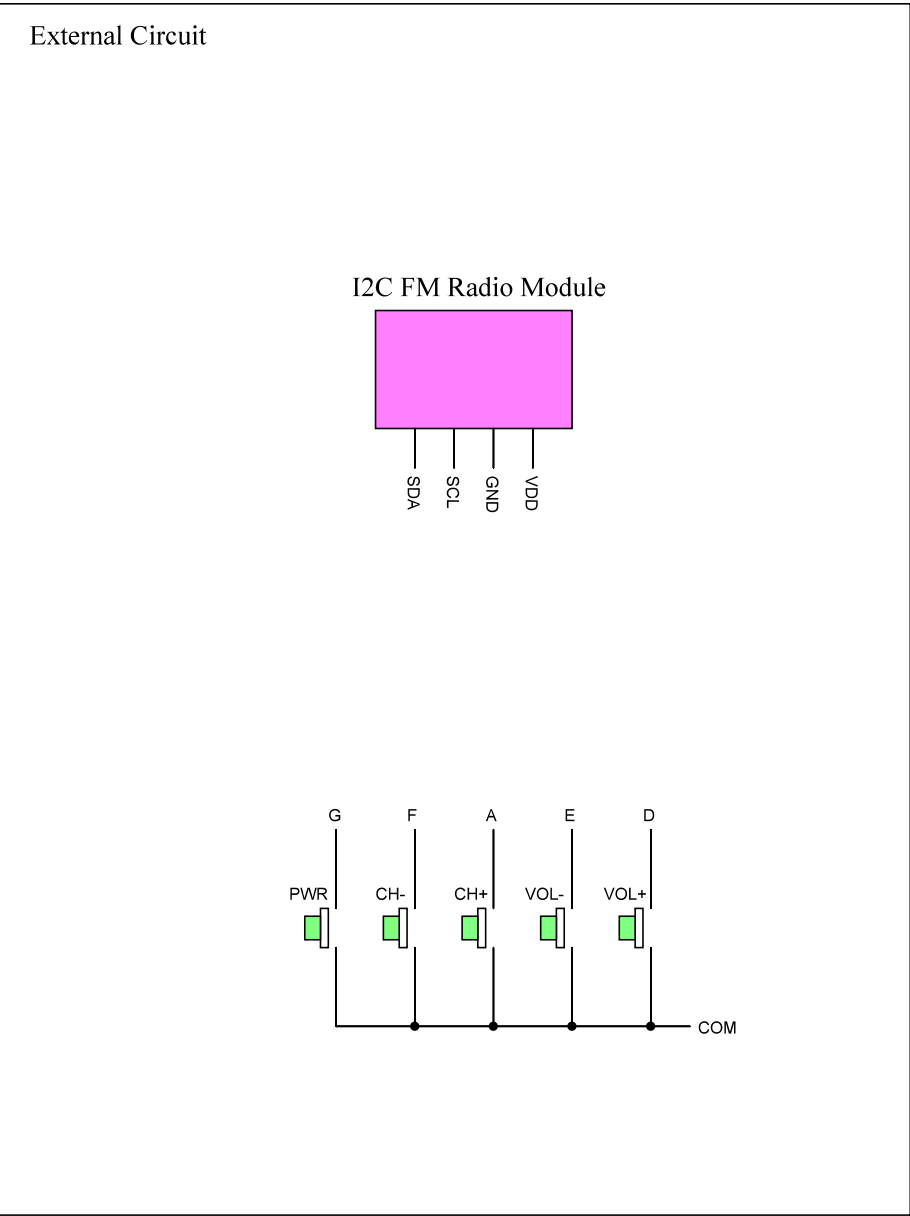 External Circuit
I2C FM Radio Module
SDA SCL GND VDD
G F A E D
PWR CH- CH+ VOL- VOL+
COM